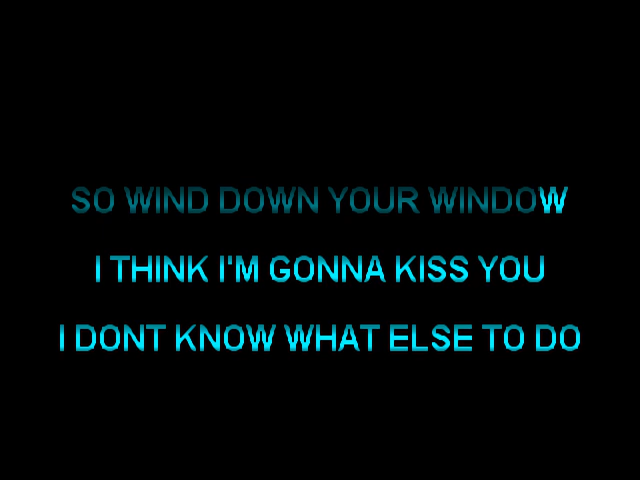 SO WIND DOWN YOUR WINDOW
I THINK I'M GONNA KISS YOU
I DONT KNOW WHAT ELSE TO DO